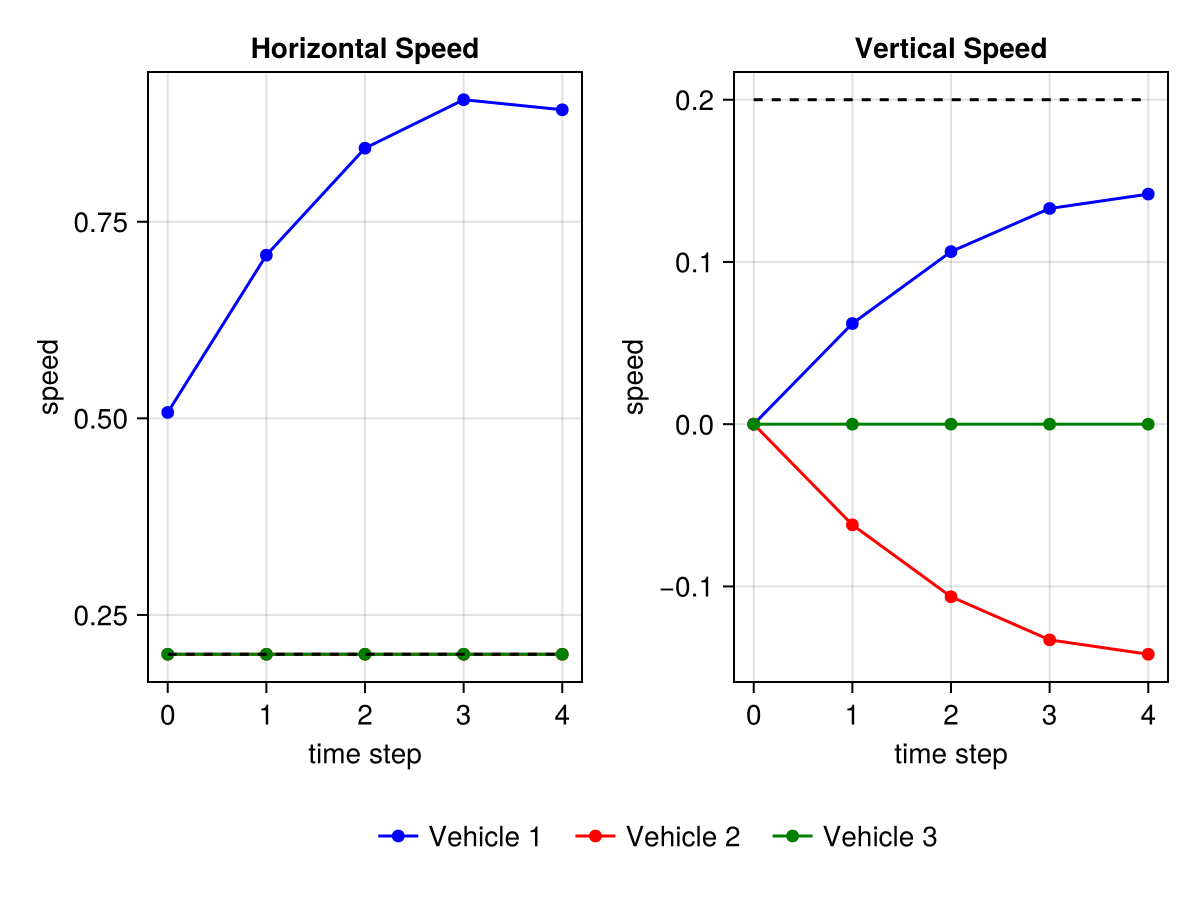 Horizontal Speed
speed
0.75
0.50
0.25
0 1 2 3 4
time step
Vertical Speed
speed
0.2
0.1
0.0
−0.1
0 1 2 3 4
time step
Vehicle 1 Vehicle 2 Vehicle 3